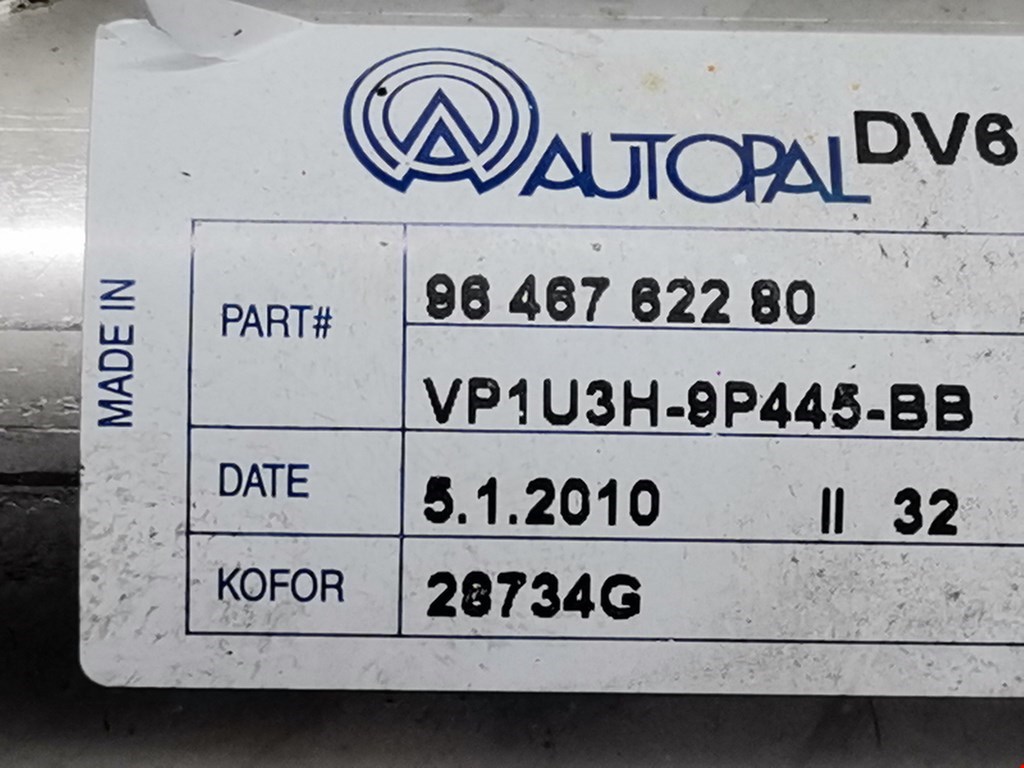 AUTOPAL DV6
MADE IN
PART# 96 467 622 80
VP1U3H-9P445-BB
DATE 5.1.2010 II 32
KOFOR 28734G